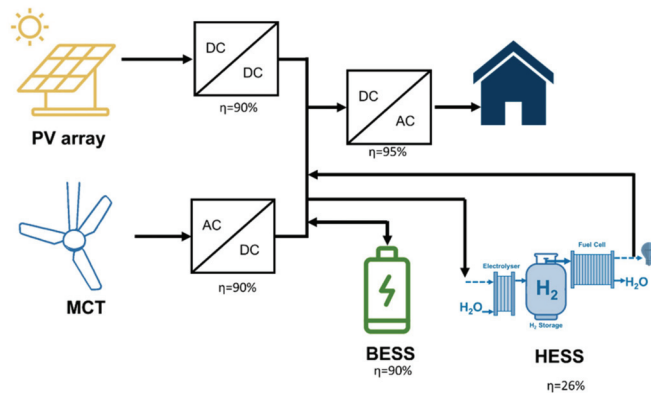 DC
DC
η=90%
PV array
DC
AC
η=95%
AC
DC
η=90%
MCT
BESS
η=90%
Electrolyser
H₂O
H₂
H₂ Storage
Fuel Cell
H₂O
HESS
η=26%